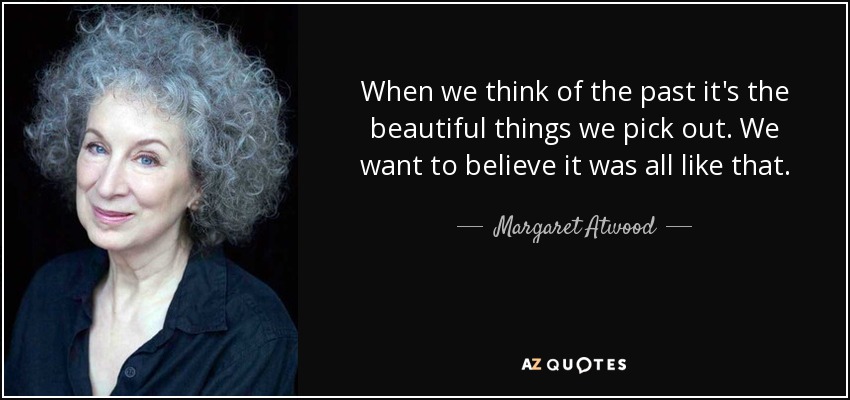 When we think of the past it's the
beautiful things we pick out. We
want to believe it was all like that.
Margaret Atwood
AZ QUOTES